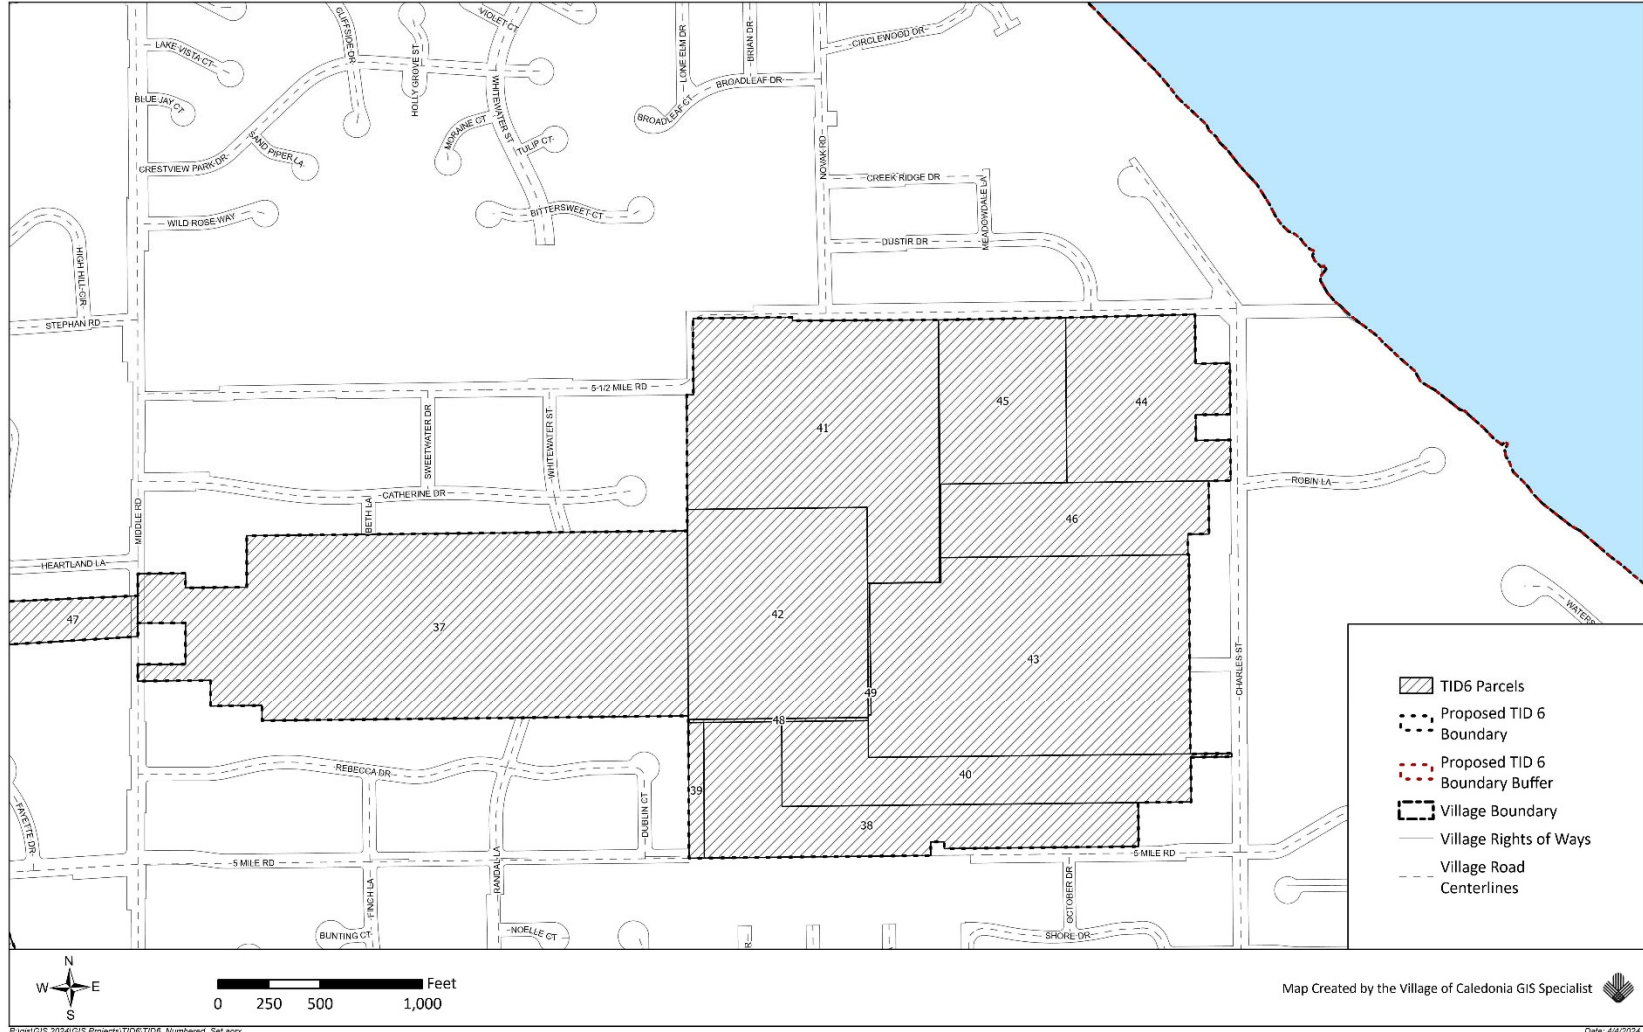 VIOLET CT
CLIFFSIDE DR
LAKE VISTA CT
HOLLY GROVE ST
LONE ELM DR
BRIAN DR
CIRCLEWOOD DR
BLUE JAY CT
WHITEWATER ST
BROADLEAF DR
BROADLEAF CT
MORAINE CT
TULIP CT
SAND PIPER LA
CRESTVIEW PARK DR
NOVAK RD
CREEK RIDGE DR
MEADOWDALE LA
WILD ROSE WAY
BITTERSWEET CT
DUSTIR DR
HIGH HILL CIR
STEPHAN RD
5-1/2 MILE RD
45
44
41
SWEETWATER DR
WHITEWATER ST
CATHERINE DR
BETH LA
ROBIN LA
MIDDLE RD
46
HEARTLAND LA
47
37
42
43
WATERS
CHARLES ST
49
48
REBECCA DR
40
39
38
DUBLIN CT
FAYETTE DR
5 MILE RD
5 MILE RD
RANDAL LA
FINCH LA
OCTOBER DR
BUNTING CT
NOELLE CT
R
SHORE DR
TID6 Parcels
Proposed TID 6
Boundary
Proposed TID 6
Boundary Buffer
Village Boundary
Village Rights of Ways
Village Road
Centerlines
N
W E
S
Feet
0 250 500 1,000
Map Created by the Village of Caledonia GIS Specialist
Date: 4/4/2024